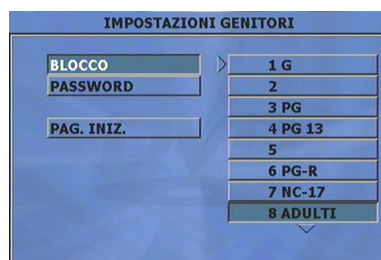 IMPOSTAZIONI GENITORI
BLOCCO
PASSWORD
PAG. INIZ.
1 G
2
3 PG
4 PG 13
5
6 PG-R
7 NC-17
8 ADULTI